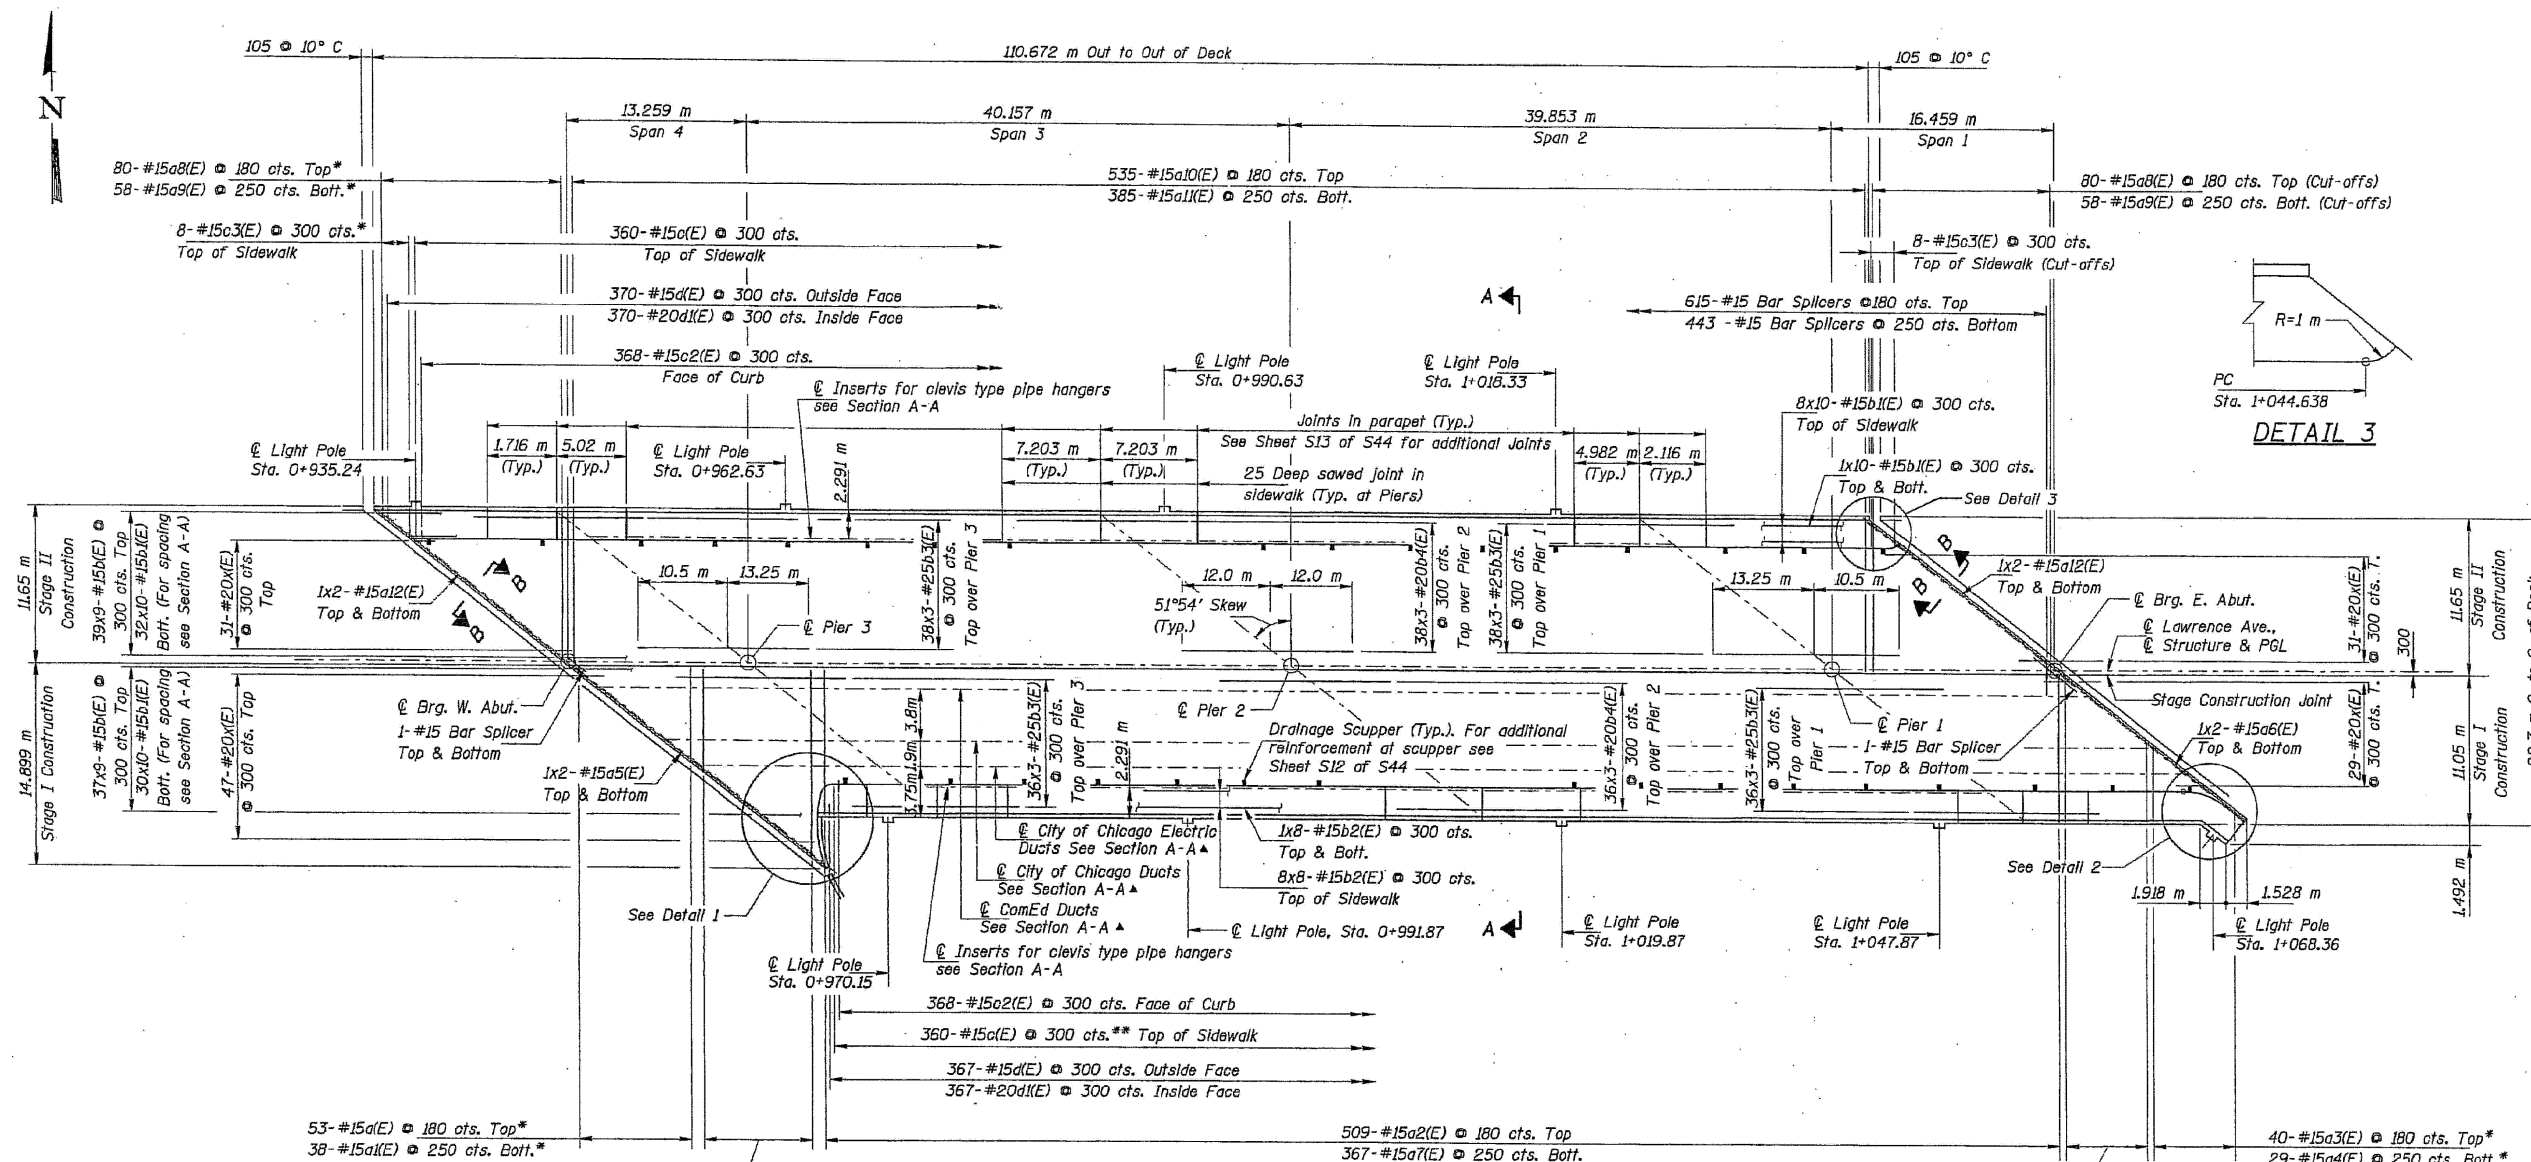 105 @ 10° C
110.672 m Out to Out of Deck
105 @ 10° C
N
13.259 m
Span 4
40.157 m
Span 3
39.853 m
Span 2
16.459 m
Span 1
80-#15a8(E) @ 180 cts. Top*
58-#15a9(E) @ 250 cts. Bott.*
535-#15a10(E) @ 180 cts. Top
385-#15a11(E) @ 250 cts. Bott.
80-#15a8(E) @ 180 cts. Top (Cut-offs)
58-#15a9(E) @ 250 cts. Bott. (Cut-offs)
8-#15c3(E) @ 300 cts.*
Top of Sidewalk
360-#15c(E) @ 300 cts.
Top of Sidewalk
8-#15c3(E) @ 300 cts.
Top of Sidewalk (Cut-offs)
370-#15d(E) @ 300 cts. Outside Face
370-#20d1(E) @ 300 cts. Inside Face
A
615-#15 Bar Splicers @180 cts. Top
443 -#15 Bar Splicers @ 250 cts. Bottom
R=1 m
PC
Sta. 1+044.638
DETAIL 3
368-#15c2(E) @ 300 cts.
Face of Curb
℄ Inserts for clevis type pipe hangers
see Section A-A
℄ Light Pole
Sta. 0+990.63
℄ Light Pole
Sta. 1+018.33
8x10-#15b1(E) @ 300 cts.
Top of Sidewalk
℄ Light Pole
Sta. 0+935.24
1.716 m
(Typ.)
5.02 m
(Typ.)
℄ Light Pole
Sta. 0+962.63
2.291 m
7.203 m
(Typ.)
7.203 m
(Typ.)
Joints in parapet (Typ.)
See Sheet S13 of S44 for additional Joints
25 Deep sawed joint in
sidewalk (Typ. at Piers)
4.982 m
(Typ.)
2.116 m
(Typ.)
1x10-#15b1(E) @ 300 cts.
Top & Bott.
See Detail 3
11.65 m
Stage II
Construction
39x9-#15b(E) @
300 cts. Top
32x10-#15b1(E)
Bott. (For spacing
see Section A-A)
31-#20x(E)
@ 300 cts.
Top
1x2-#15a12(E)
Top & Bottom
B
B
10.5 m
13.25 m
℄ Pier 3
38x3-#25b3(E)
@ 300 cts.
Top over Pier 3
12.0 m
12.0 m
51°54' Skew
(Typ.)
38x3-#20b4(E)
@ 300 cts.
Top over Pier 2
38x3-#25b3(E)
@ 300 cts.
Top over Pier 1
13.25 m
10.5 m
B
B
1x2-#15a12(E)
Top & Bottom
℄ Brg. E. Abut.
℄ Lawrence Ave.,
℄ Structure & PGL
31-#20x(E)
@ 300 cts. T.
300
11.65 m
Stage II
Construction
14.899 m
Stage I Construction
37x9-#15b(E) @
300 cts. Top
30x10-#15b1(E)
Bott. (For spacing
see Section A-A)
47-#20x(E)
@ 300 cts. Top
℄ Brg. W. Abut.
1-#15 Bar Splicer
Top & Bottom
1x2-#15a5(E)
Top & Bottom
3.8m
1.9m
3.75m
36x3-#25b3(E)
@ 300 cts.
Top over Pier 3
2.291 m
℄ Pier 2
Drainage Scupper (Typ.). For additional
reinforcement at scupper see
Sheet S12 of S44
36x3-#20b4(E)
@ 300 cts.
Top over Pier 2
36x3-#25b3(E)
@ 300 cts.
Top over
Pier 1
℄ Pier 1
1-#15 Bar Splicer
Top & Bottom
Stage Construction Joint
1x2-#15a6(E)
Top & Bottom
29-#20x(E)
@ 300 cts. T.
11.05 m
Stage I
Construction
℄ City of Chicago Electric
Ducts See Section A-A▲
℄ City of Chicago Ducts
See Section A-A▲
℄ ComEd Ducts
See Section A-A ▲
℄ Inserts for clevis type pipe hangers
see Section A-A
1x8-#15b2(E) @ 300 cts.
Top & Bott.
8x8-#15b2(E) @ 300 cts.
Top of Sidewalk
℄ Light Pole, Sta. 0+991.87
A
℄ Light Pole
Sta. 1+019.87
℄ Light Pole
Sta. 1+047.87
See Detail 2
1.918 m
1.528 m
1.492 m
℄ Light Pole
Sta. 1+068.36
See Detail 1
℄ Light Pole
Sta. 0+970.15
368-#15c2(E) @ 300 cts. Face of Curb
360-#15c(E) @ 300 cts.** Top of Sidewalk
367-#15d(E) @ 300 cts. Outside Face
367-#20d1(E) @ 300 cts. Inside Face
53-#15a(E) @ 180 cts. Top*
38-#15a1(E) @ 250 cts. Bott.*
509-#15a2(E) @ 180 cts. Top
367-#15a7(E) @ 250 cts. Bott.
40-#15a3(E) @ 180 cts. Top*
29-#15a4(E) @ 250 cts. Bott.*